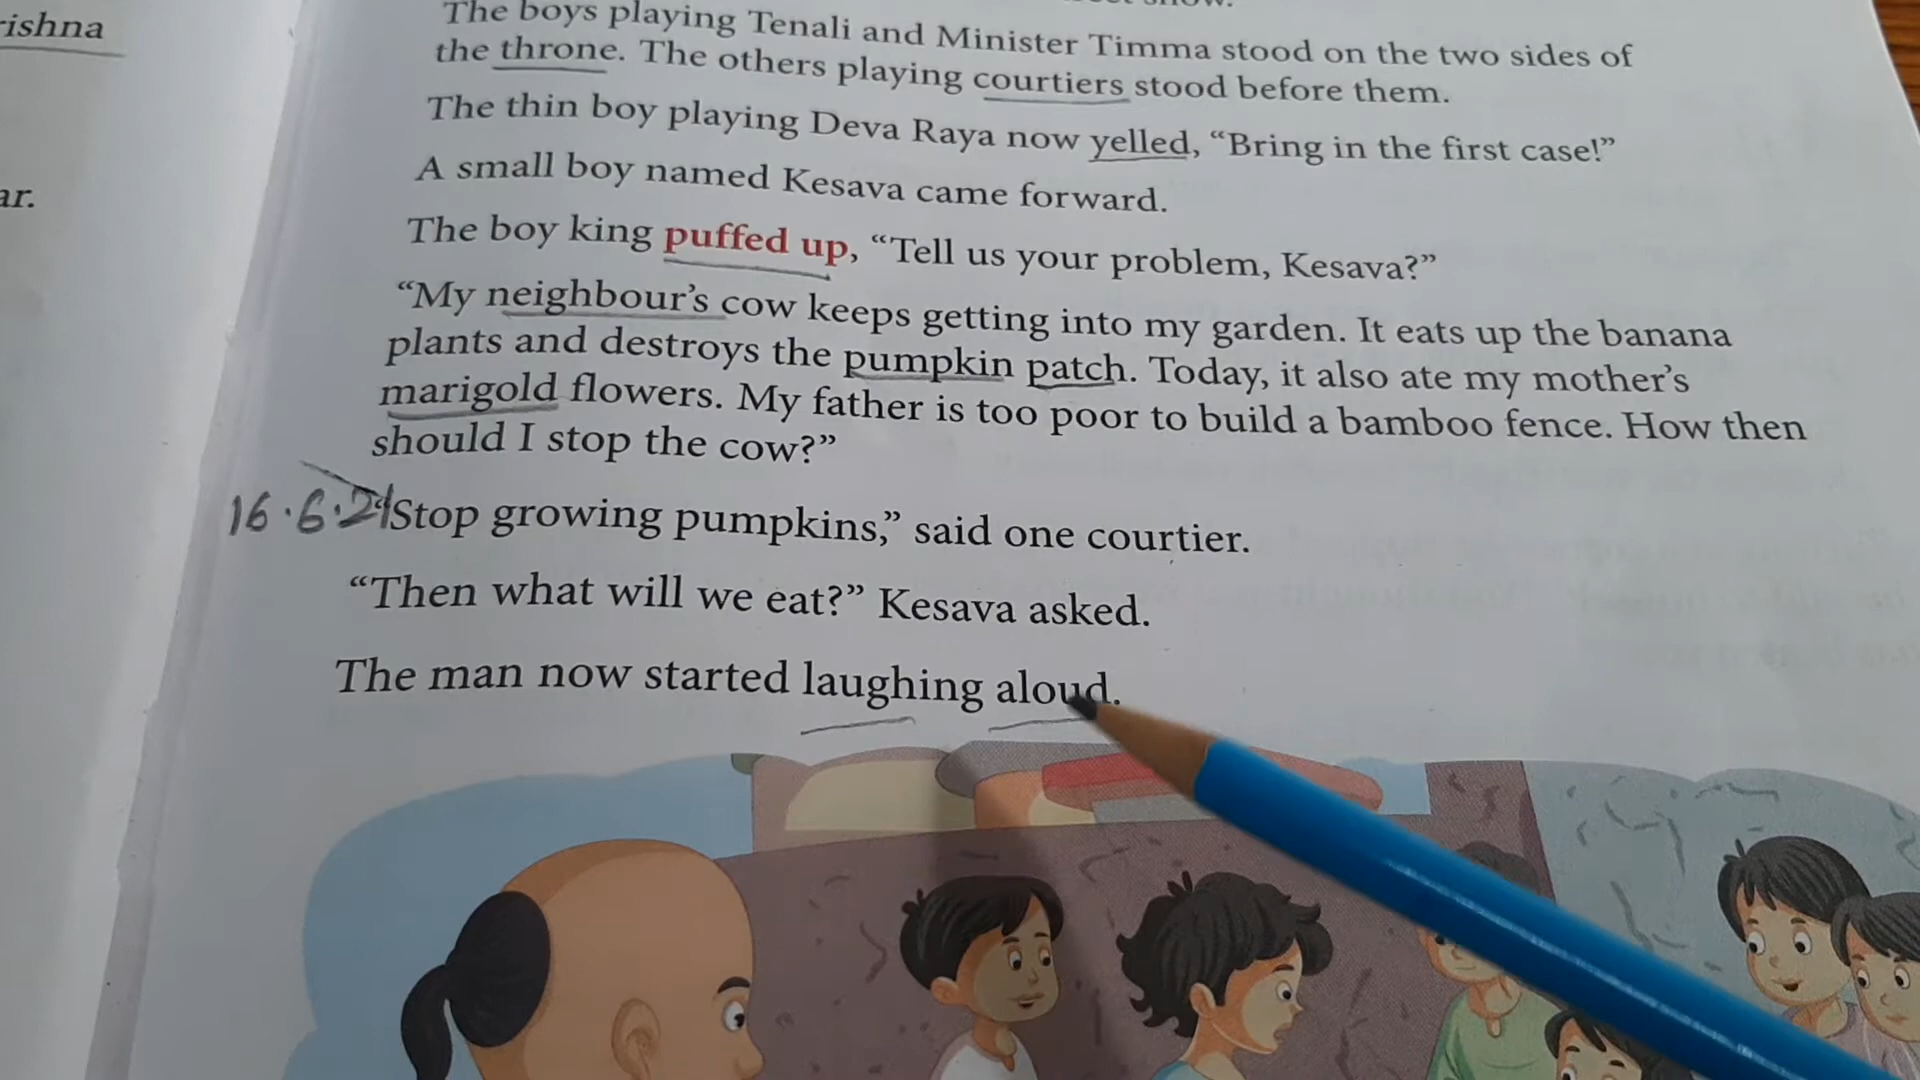 rishna
ar.
The boys playing Tenali and Minister Timma stood on the two sides of
the throne. The others playing courtiers stood before them.
The thin boy playing Deva Raya now yelled, “Bring in the first case!”
A small boy named Kesava came forward.
The boy king puffed up, “Tell us your problem, Kesava?”
“My neighbour’s cow keeps getting into my garden. It eats up the banana
plants and destroys the pumpkin patch. Today, it also ate my mother’s
marigold flowers. My father is too poor to build a bamboo fence. How then
should I stop the cow?”
16.6.21
“Stop growing pumpkins,” said one courtier.
“Then what will we eat?” Kesava asked.
The man now started laughing aloud.